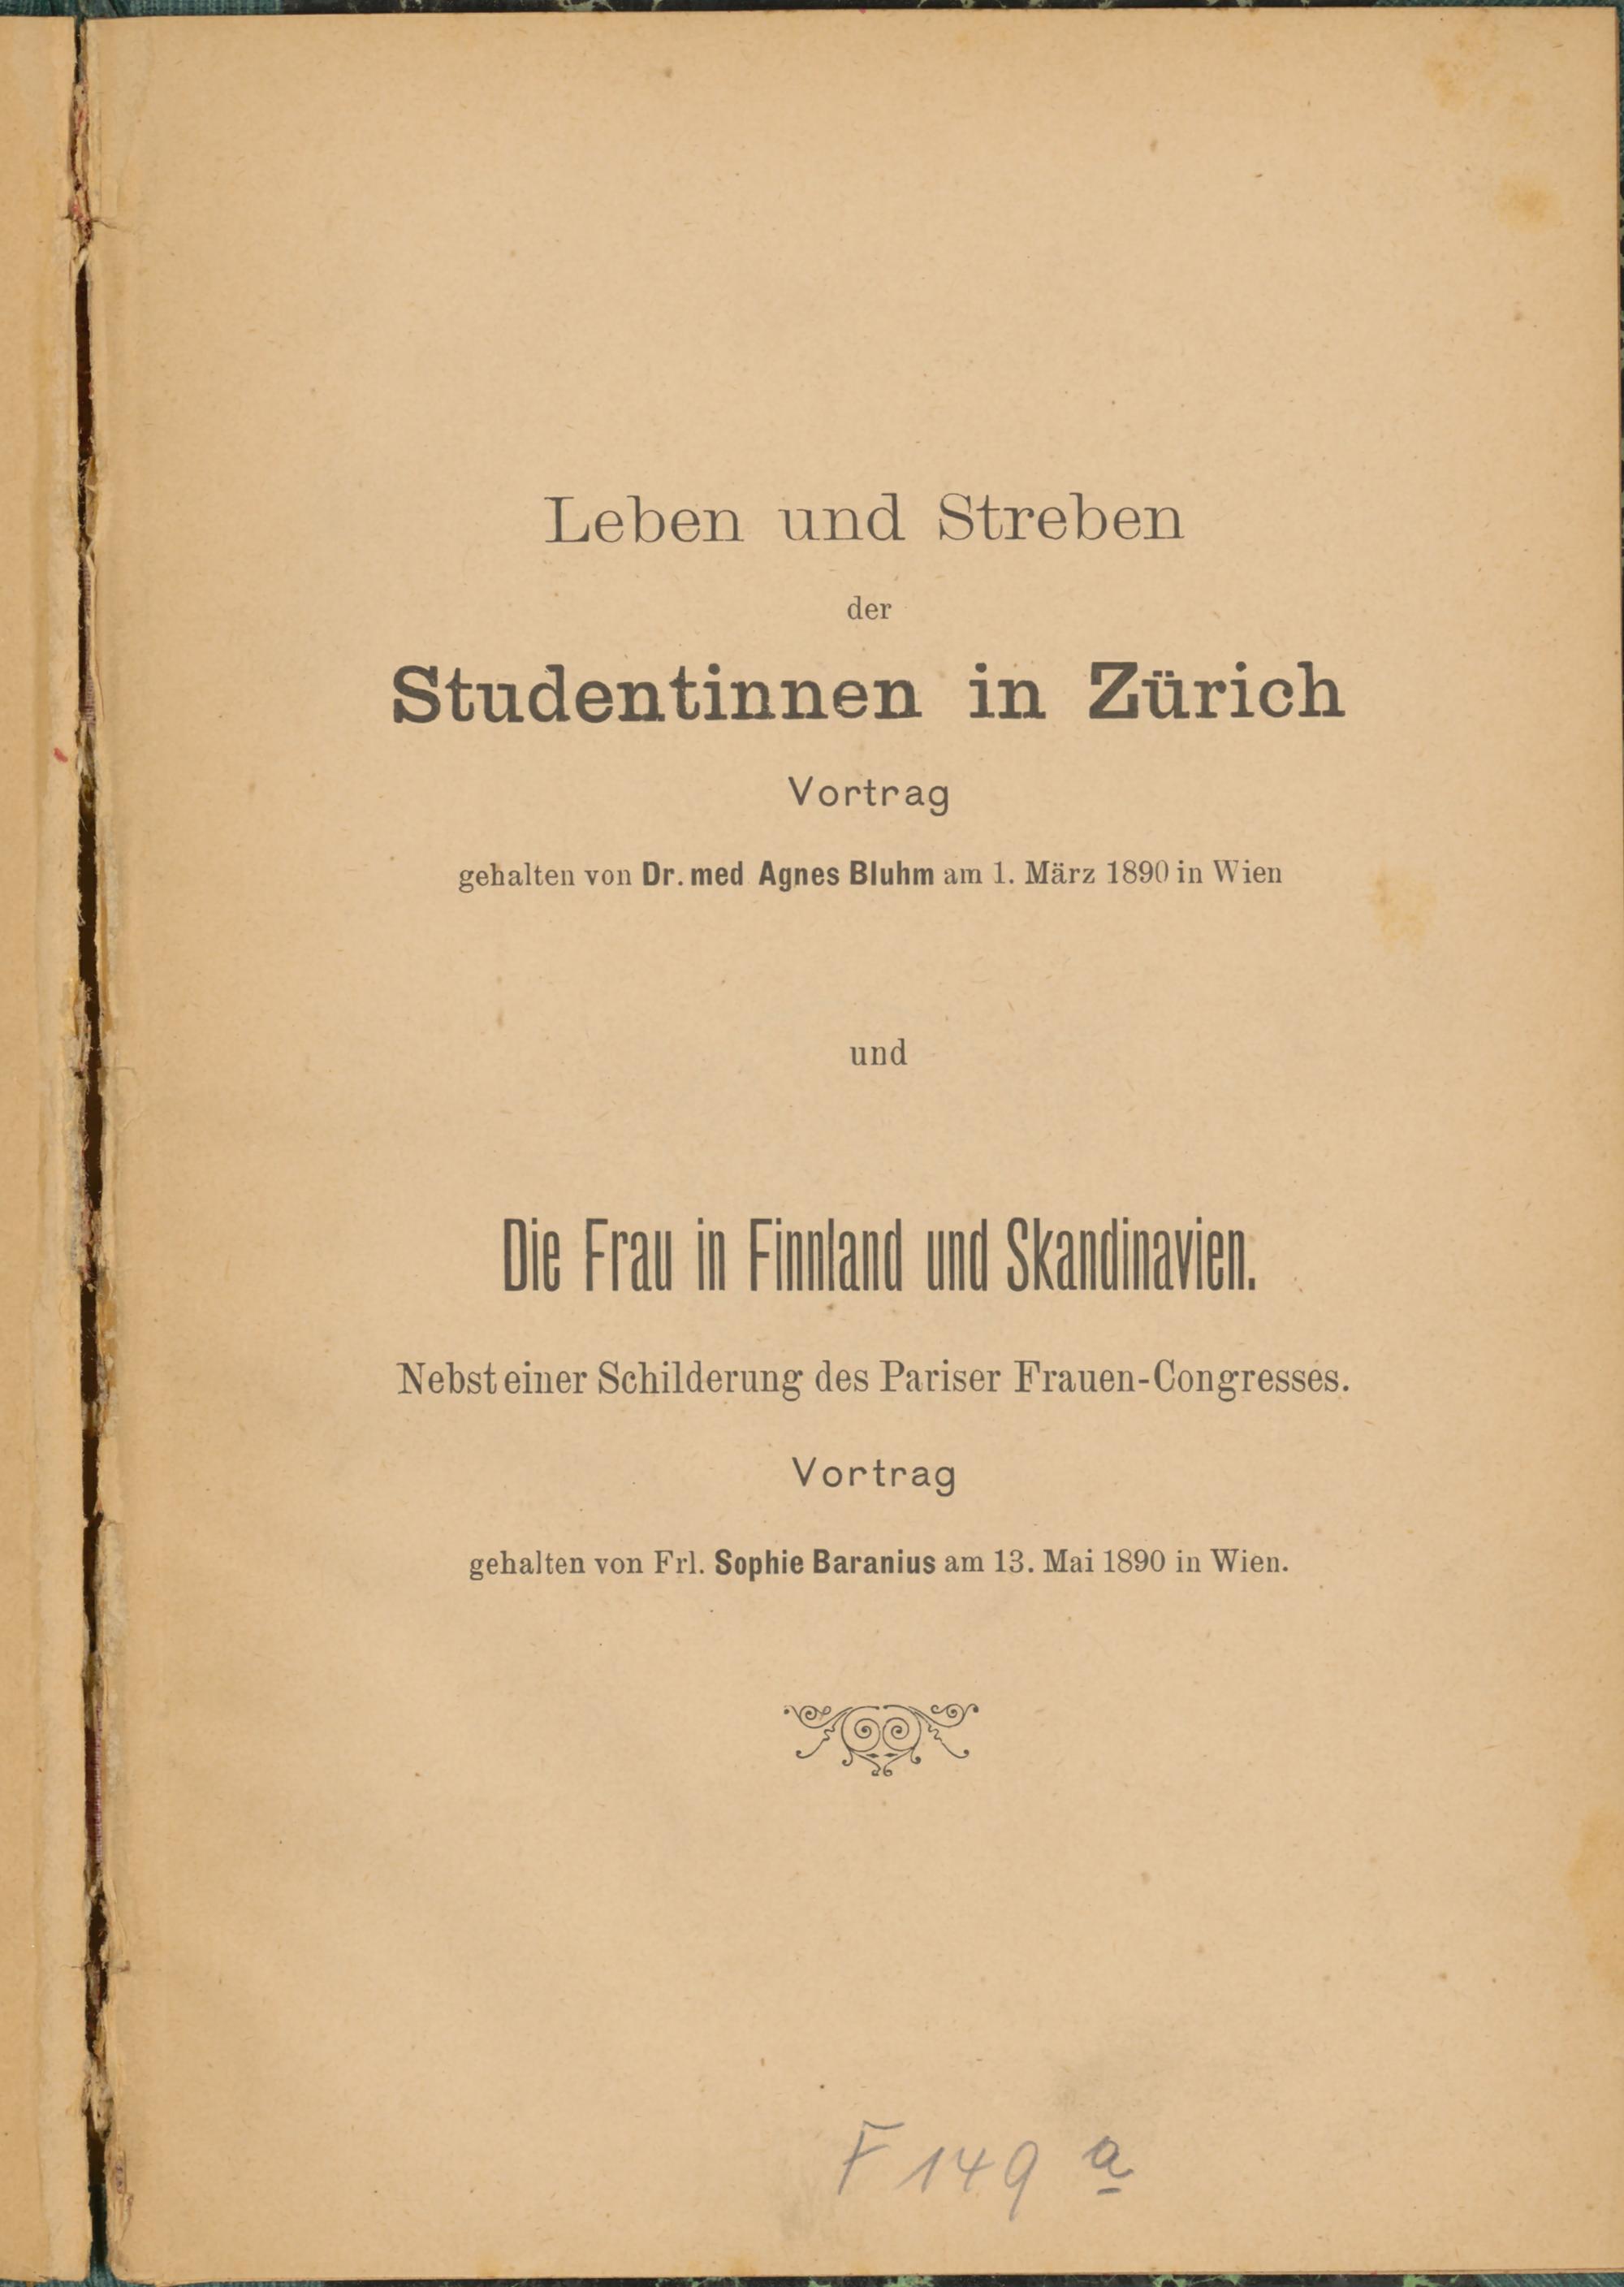 Leben und Streben
der
Studentinnen in Zürich
Vortrag
gehalten von Dr. med Agnes Bluhm am 1. März 1890 in Wien
und
Die Frau in Finnland und Skandinavien.
Nebst einer Schilderung des Pariser Frauen-Congresses.
Vortrag
gehalten von Frl. Sophie Baranius am 13. Mai 1890 in Wien.
F 149 a